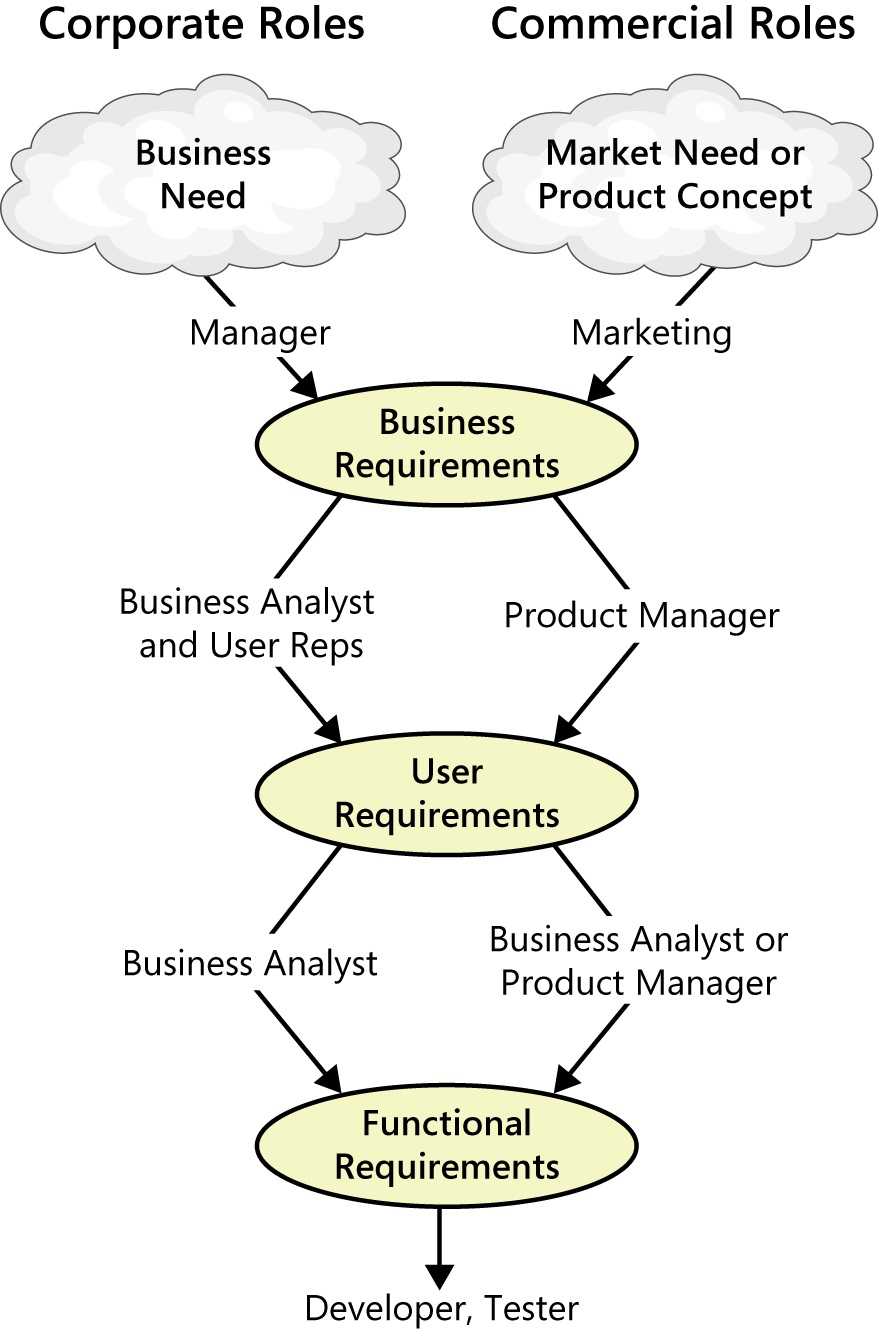 Corporate Roles
Commercial Roles
Business
Need
Market Need or
Product Concept
Manager
Marketing
Business
Requirements
Business Analyst
and User Reps
Product Manager
User
Requirements
Business Analyst
Business Analyst or
Product Manager
Functional
Requirements
Developer, Tester